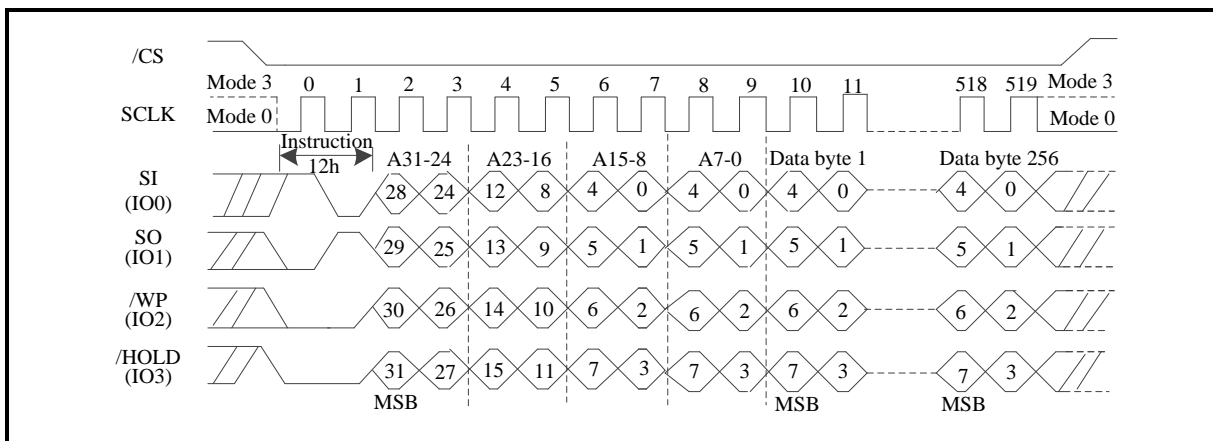 /CS
Mode 3 0 1 2 3 4 5 6 7 8 9 10 11 518 519 Mode 3
SCLK Mode 0 Mode 0
Instruction
12h A31-24 A23-16 A15-8 A7-0 Data byte 1 Data byte 256
SI
(IO0) 28 24 12 8 4 0 4 0 4 0 4 0
SO
(IO1) 29 25 13 9 5 1 5 1 5 1 5 1
/WP
(IO2) 30 26 14 10 6 2 6 2 6 2 6 2
/HOLD
(IO3) 31 27 15 11 7 3 7 3 7 3 7 3
MSB MSB MSB